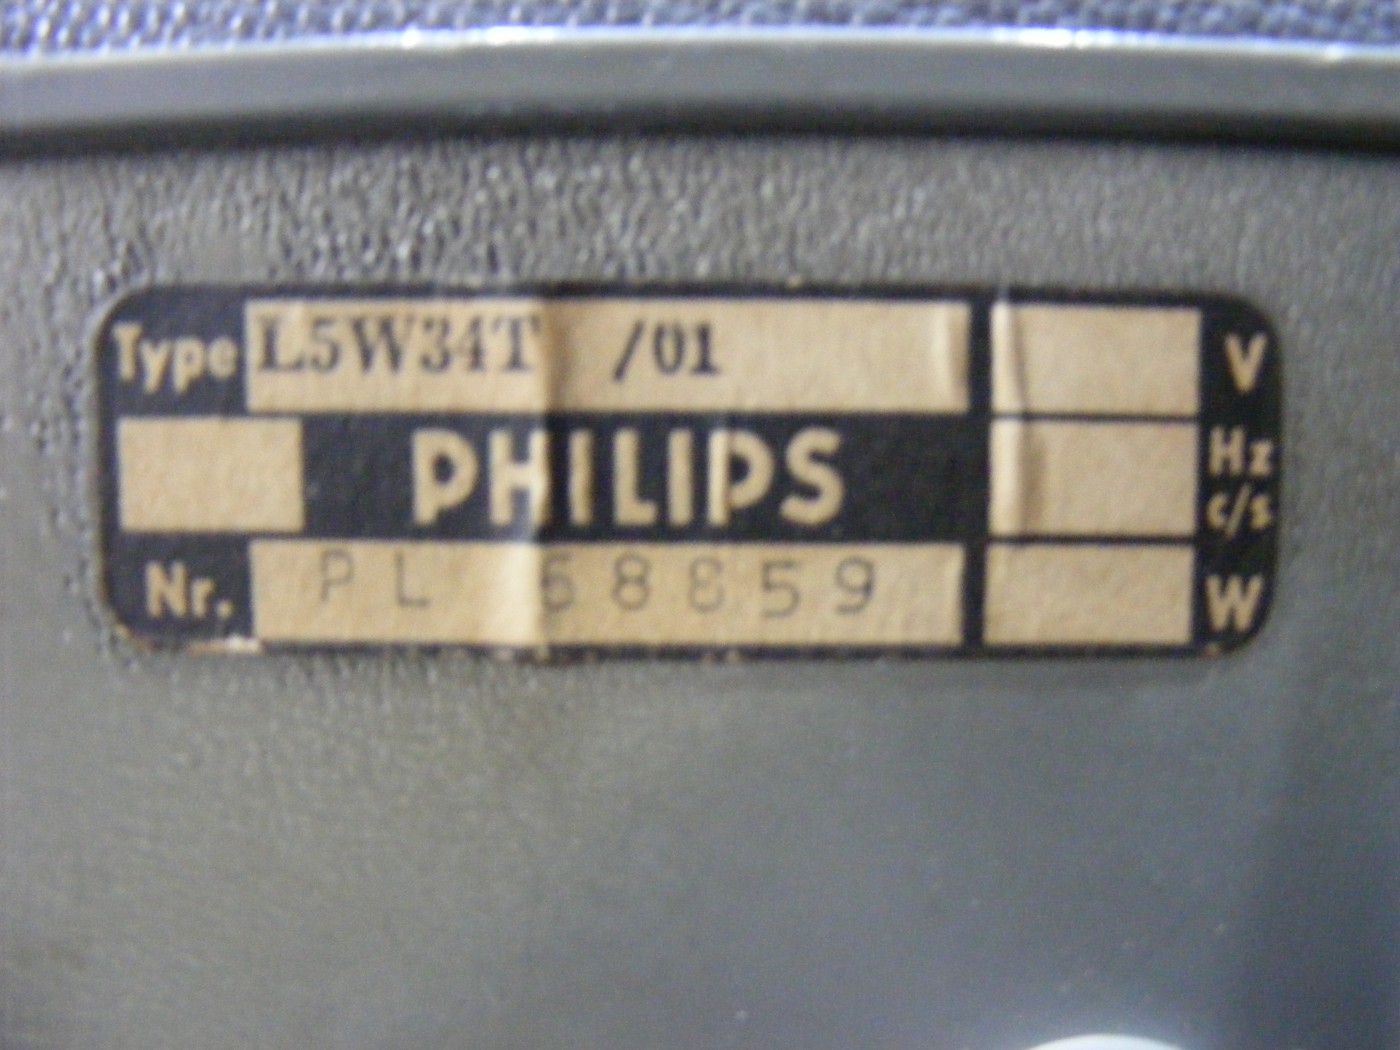 Type L5W34T /01 V
PHILIPS Hz c/s
Nr. PL 68859 W